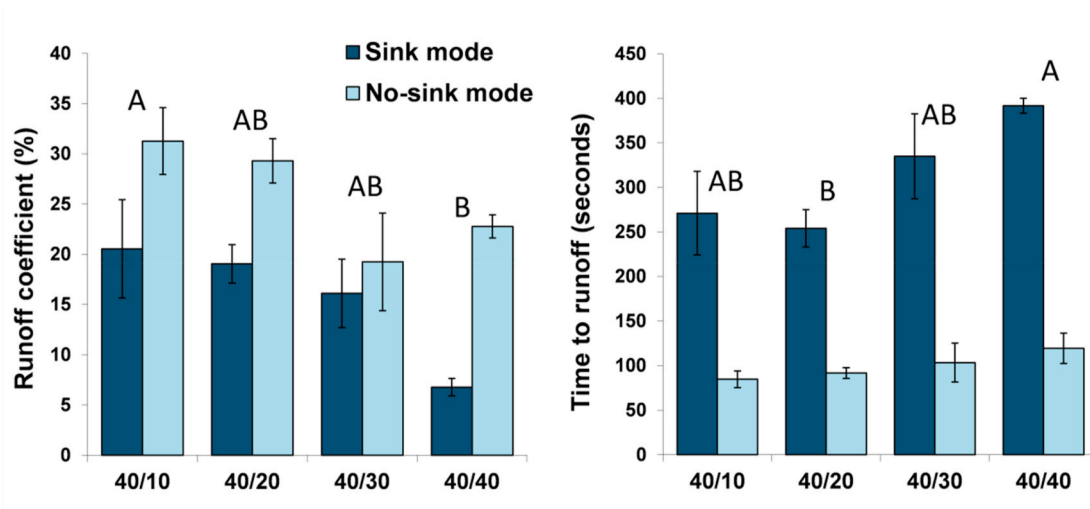 Runoff coefficient (%)
40
35
30
25
20
15
10
5
0
Sink mode
No-sink mode
A
AB
AB
B
40/10
40/20
40/30
40/40
Time to runoff (seconds)
450
400
350
300
250
200
150
100
50
0
AB
B
AB
A
40/10
40/20
40/30
40/40